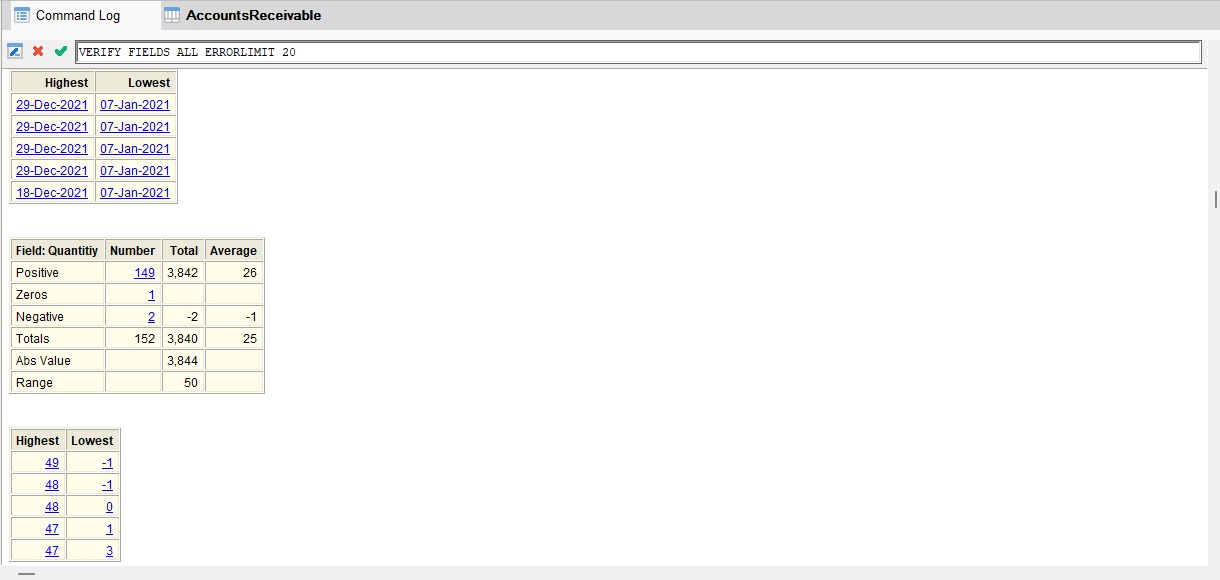 Command Log AccountsReceivable
VERIFY FIELDS ALL ERRORLIMIT 20
Highest Lowest
29-Dec-2021 07-Jan-2021
29-Dec-2021 07-Jan-2021
29-Dec-2021 07-Jan-2021
29-Dec-2021 07-Jan-2021
18-Dec-2021 07-Jan-2021
Field: Quantitiy Number Total Average
Positive 149 3,842 26
Zeros 1
Negative 2 -2 -1
Totals 152 3,840 25
Abs Value 3,844
Range 50
Highest Lowest
49 -1
48 -1
48 0
47 1
47 3